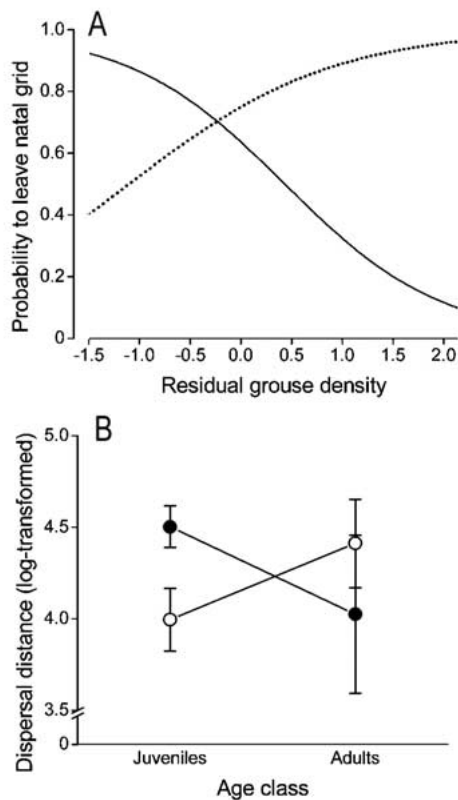 A
Probability to leave natal grid
1.0
0.8
0.6
0.4
0.2
0
-1.5 -1.0 -0.5 0.0 0.5 1.0 1.5 2.0
Residual grouse density
B
Dispersal distance (log-transformed)
5.0
4.5
4.0
3.5
0
Juveniles Adults
Age class